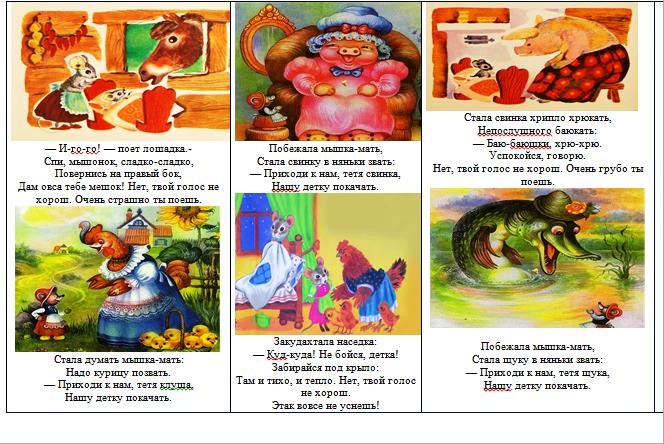 — И-го-го! — поет лошадка.-
Спи, мышонок, сладко-сладко,
Повернись на правый бок,
Дам овса тебе мешок! Нет, твой голос не
хорош. Очень страшно ты поешь.
Побежала мышка-мать,
Стала свинку в няньки звать:
— Приходи к нам, тетя свинка,
Нашу детку покачать.
Стала свинка хрипло хрюкать,
Непослушного баюкать:
— Баю-баюшки, хрю-хрю.
Успокойся, говорю.
Нет, твой голос не хорош. Очень грубо ты
поешь.
Стала думать мышка-мать:
Надо курицу позвать.
— Приходи к нам, тетя клуша,
Нашу детку покачать.
Закудахтала наседка:
— Куд-куда! Не бойся, детка!
Забирайся под крыло:
Там и тихо, и тепло. Нет, твой голос
не хорош.
Этак вовсе не уснешь!
Побежала мышка-мать,
Стала щуку в няньки звать:
— Приходи к нам, тетя щука,
Нашу детку покачать.